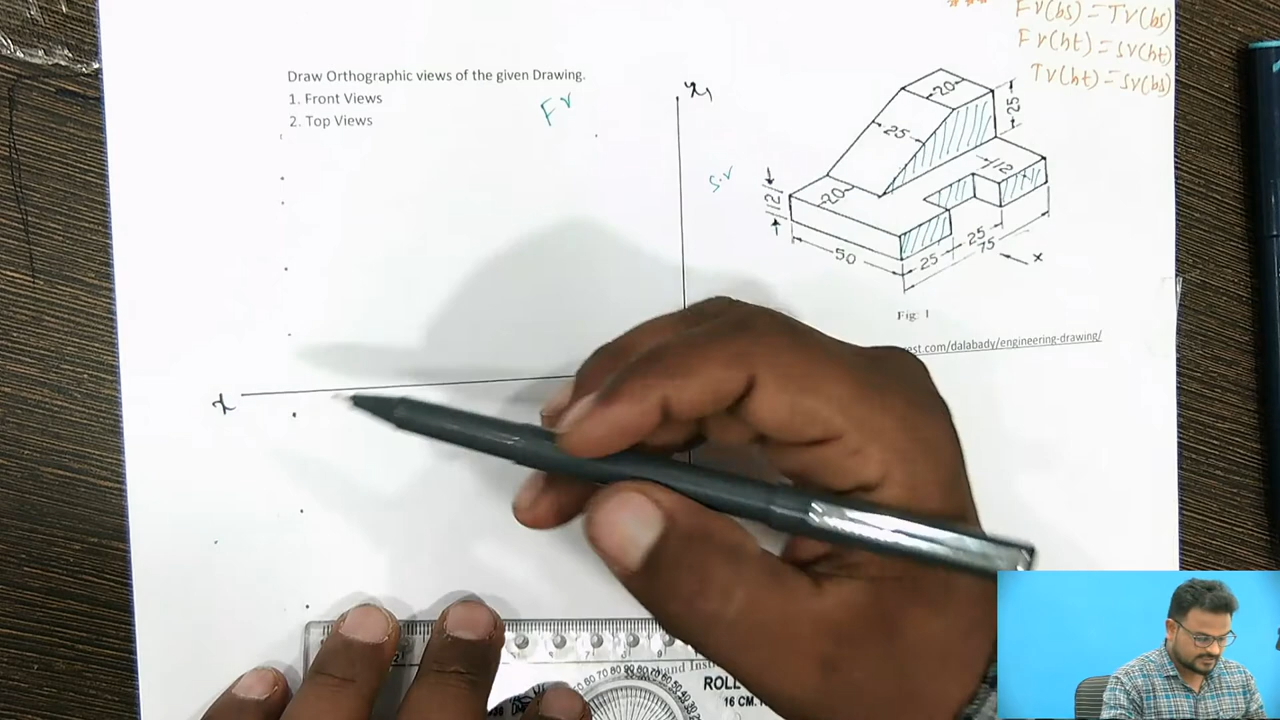 Fv(bs) = Tv(bs)
Fv(ht) = sv(ht)
Tv(ht) = sv(bs)
Draw Orthographic views of the given Drawing.
1. Front Views
2. Top Views
Fv
x1
s.v
x
20
25
25
12
20
12
50
25
25
75
x
Fig. 1
est.com/dalabady/engineering-drawing/
ROLL
16 CM.